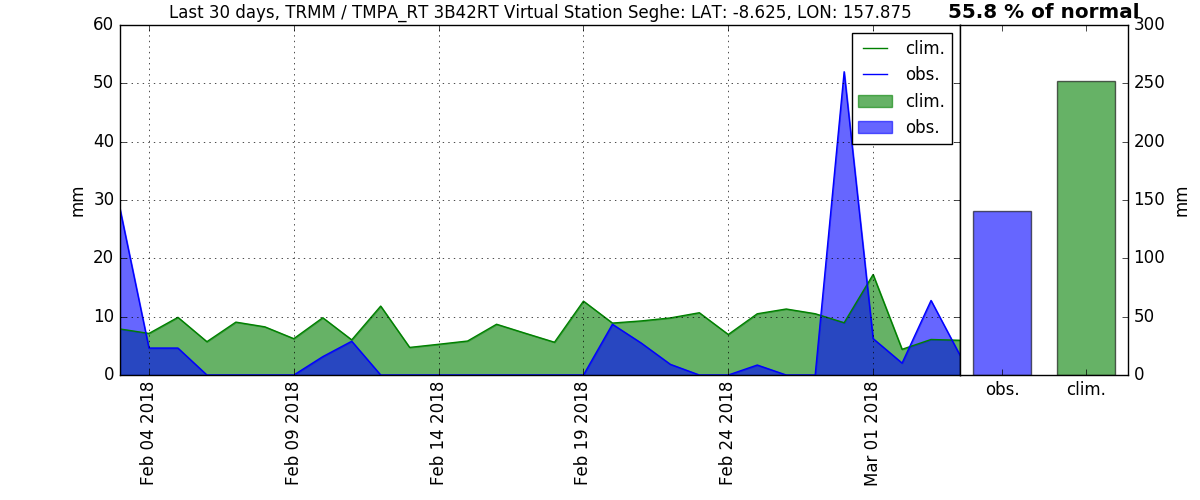 Last 30 days, TRMM / TMPA_RT 3B42RT Virtual Station Seghe: LAT: -8.625, LON: 157.875
55.8 % of normal
60
50
40
30
20
10
0
mm
clim.
obs.
clim.
obs.
Feb 04 2018
Feb 09 2018
Feb 14 2018
Feb 19 2018
Feb 24 2018
Mar 01 2018
300
250
200
150
100
50
0
mm
obs.
clim.